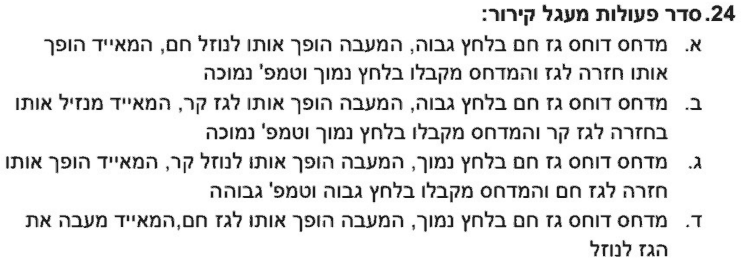 24. סדר פעולות מעגל קירור:
א. מדחס דוחס גז חם בלחץ גבוה, המעבה הופך אותו לנוזל חם, המאייד הופך
אותו חזרה לגז והמדחס מקבלו בלחץ נמוך וטמפ' נמוכה
ב. מדחס דוחס גז חם בלחץ גבוה, המעבה הופך אותו לגז קר, המאייד מנזיל אותו
בחזרה לגז קר והמדחס מקבלו בלחץ נמוך וטמפ' נמוכה
ג. מדחס דוחס גז חם בלחץ נמוך, המעבה הופך אותו לנוזל קר, המאייד הופך אותו
חזרה לגז חם והמדחס מקבלו בלחץ גבוה וטמפ' גבוהה
ד. מדחס דוחס גז חם בלחץ נמוך, המעבה הופך אותו לגז חם,המאייד מעבה את
הגז לנוזל